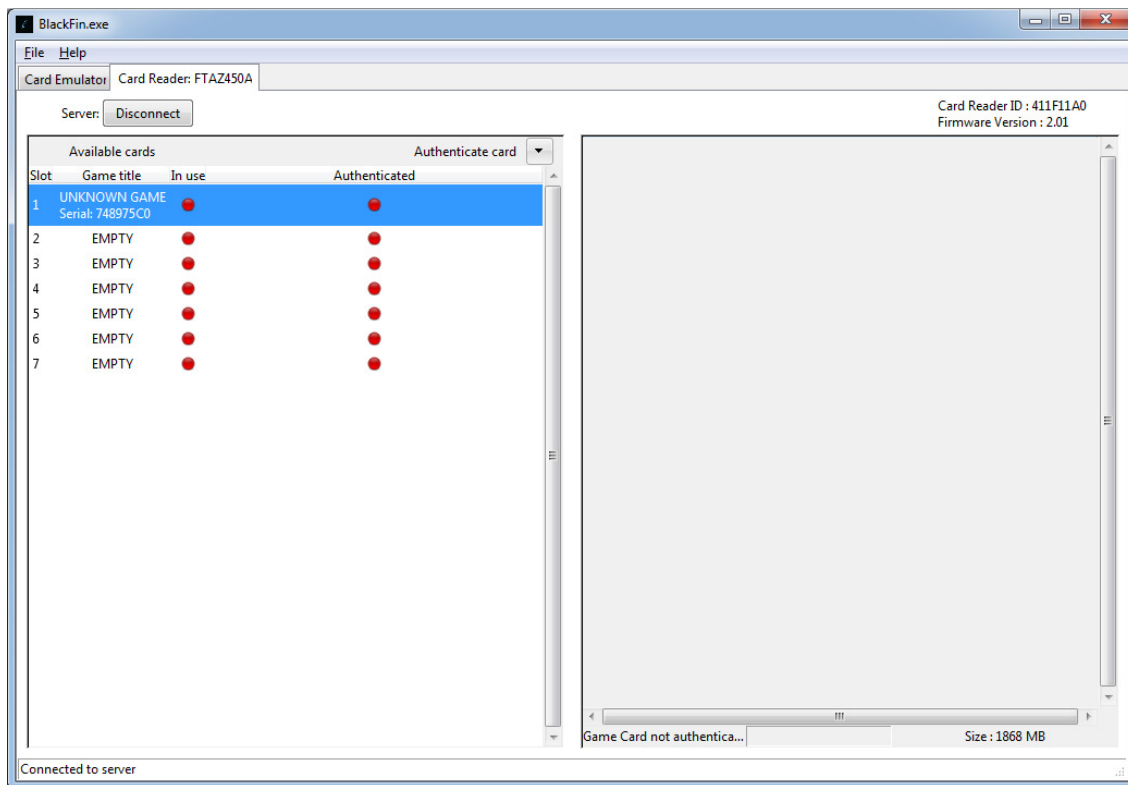 BlackFin.exe
File Help
Card Emulator Card Reader: FTAZ450A
Server: Disconnect
Card Reader ID : 411F11A0
Firmware Version : 2.01
Available cards Authenticate card
Slot Game title In use Authenticated
1 UNKNOWN GAME
Serial: 748975C0
2 EMPTY
3 EMPTY
4 EMPTY
5 EMPTY
6 EMPTY
7 EMPTY
Game Card not authentica... Size : 1868 MB
Connected to server